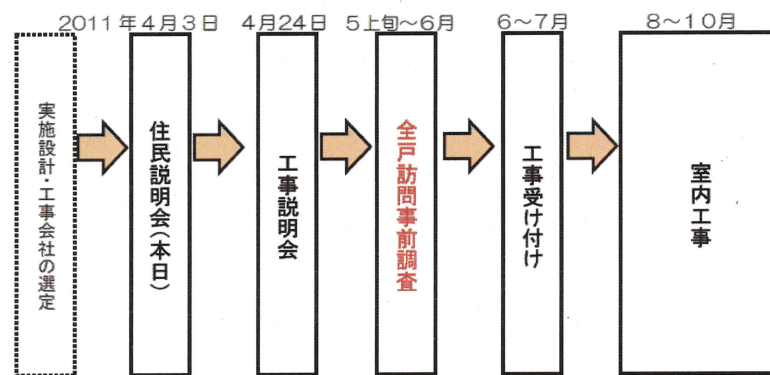 2011年4月3日
4月24日
5上旬～6月
6～7月
8～10月
実施設計・工事会社の選定
住民説明会(本日)
工事説明会
全戸訪問事前調査
工事受け付け
室内工事